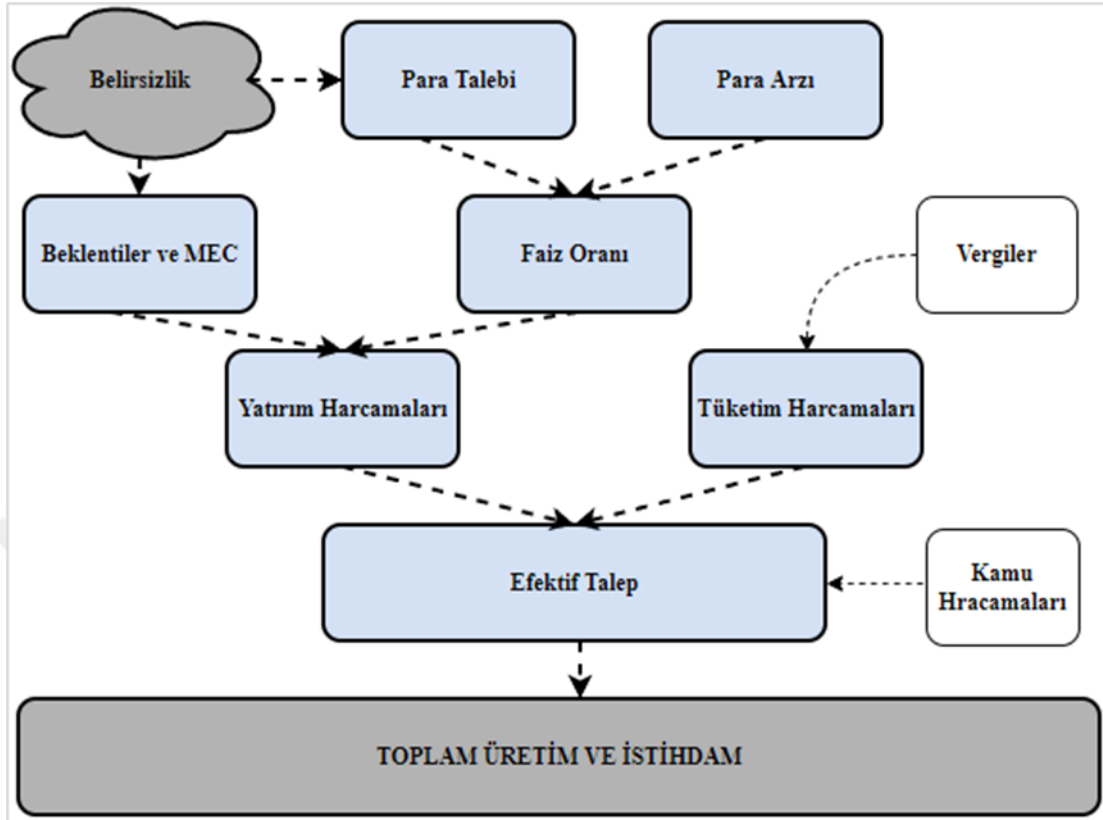 Belirsizlik
Para Talebi
Para Arzı
Beklentiler ve MEC
Faiz Oranı
Vergiler
Yatırım Harcamaları
Tüketim Harcamaları
Efektif Talep
Kamu
Hracamaları
TOPLAM ÜRETİM VE İSTİHDAM